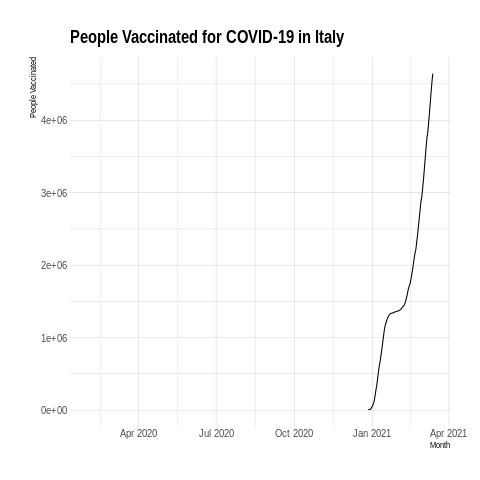 People Vaccinated for COVID-19 in Italy
People Vaccinated
4e+06
3e+06
2e+06
1e+06
0e+00
Apr 2020 Jul 2020 Oct 2020 Jan 2021 Apr 2021
Month